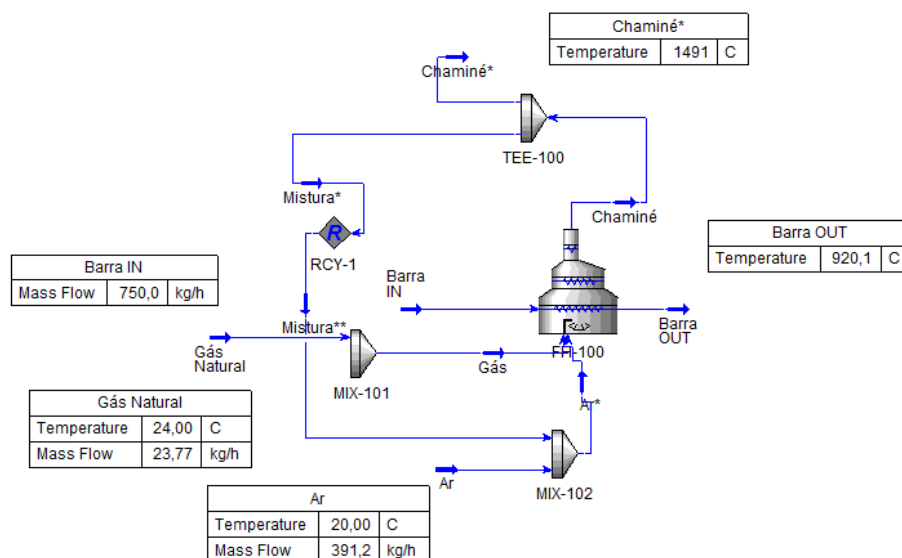 Chaminé*
Temperature 1491 C
Chaminé*
TEE-100
Mistura*
Chaminé
R
RCY-1
Barra OUT
Temperature 920,1 C
Barra IN
Mass Flow 750,0 kg/h
Barra
IN
Barra
OUT
Mistura**
Gás
Natural
MIX-101
Gás
FH-100
Ar*
Gás Natural
Temperature 24,00 C
Mass Flow 23,77 kg/h
Ar
MIX-102
Ar
Temperature 20,00 C
Mass Flow 391,2 kg/h